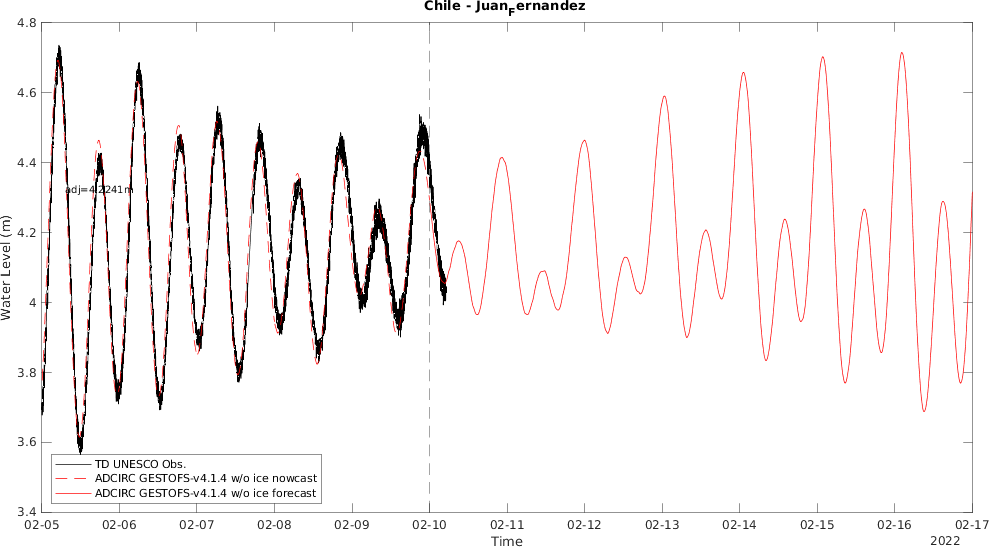 Chile - Juan_Fernandez
4.8
4.6
4.4
4.2
4
3.8
3.6
3.4
Water Level (m)
adj=4.2241m
TD UNESCO Obs.
ADCIRC GESTOFS-v4.1.4 w/o ice nowcast
ADCIRC GESTOFS-v4.1.4 w/o ice forecast
02-05 02-06 02-07 02-08 02-09 02-10 02-11 02-12 02-13 02-14 02-15 02-16 02-17
Time
2022